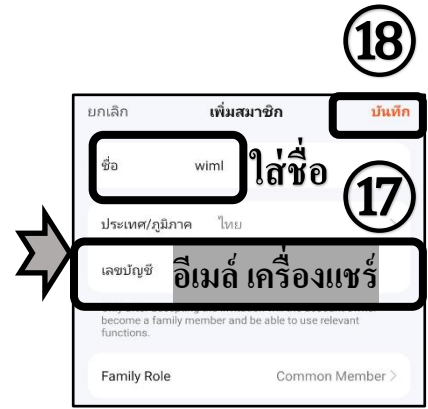 18
ยกเลิก เพิ่มสมาชิก บันทึก
ชื่อ wiml ใส่ชื่อ
17
ประเทศ/ภูมิภาค ไทย
เลขบัญชี อีเมล์ เครื่องแชร์
become a family member and be able to use relevant
functions.
Family Role Common Member >